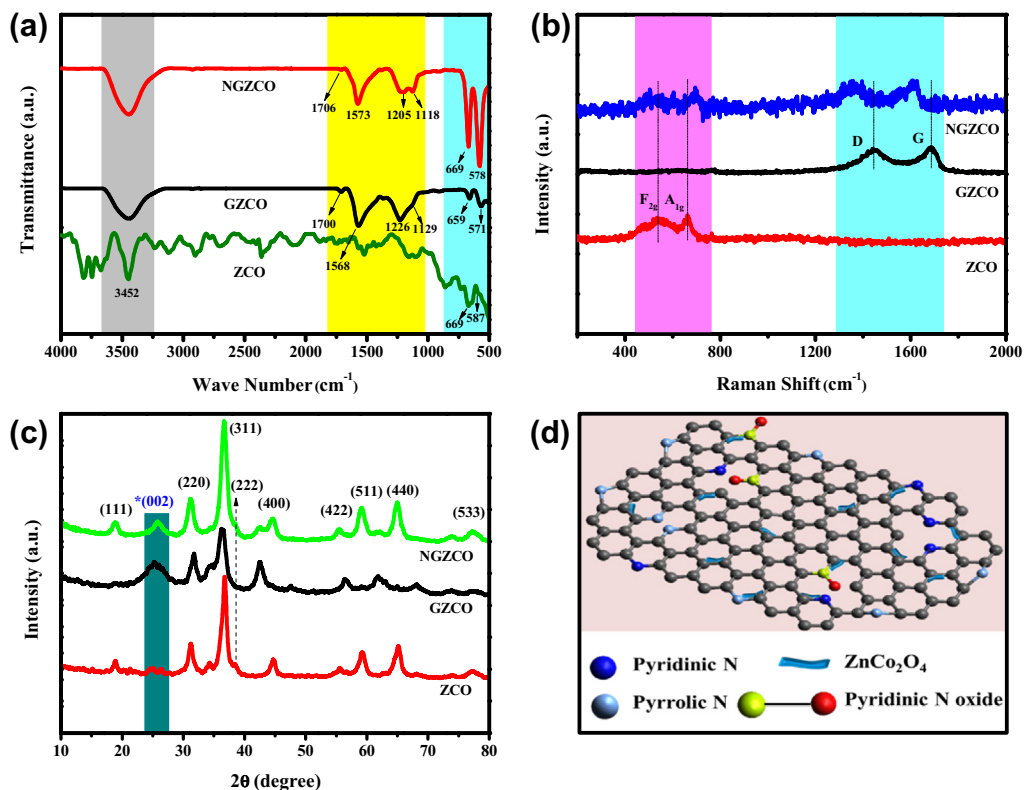 (a)
Transmittance (a.u.)
NGZCO
1706
1573
1205
1118
669
578
GZCO
1700
1568
1226
1129
659
571
3452
ZCO
669
587
4000 3500 3000 2500 2000 1500 1000 500
Wave Number (cm-1)
(b)
Intensity (a.u.)
NGZCO
D
G
GZCO
F2g
A1g
ZCO
400 800 1200 1600 2000
Raman Shift (cm-1)
(c)
Intensity (a.u.)
(111)
*(002)
(220)
(311)
(222)
(400)
(422)
(511)
(440)
(533)
NGZCO
GZCO
ZCO
10 20 30 40 50 60 70 80
2θ (degree)
(d)
Pyridinic N
ZnCo2O4
Pyrrolic N
Pyridinic N oxide